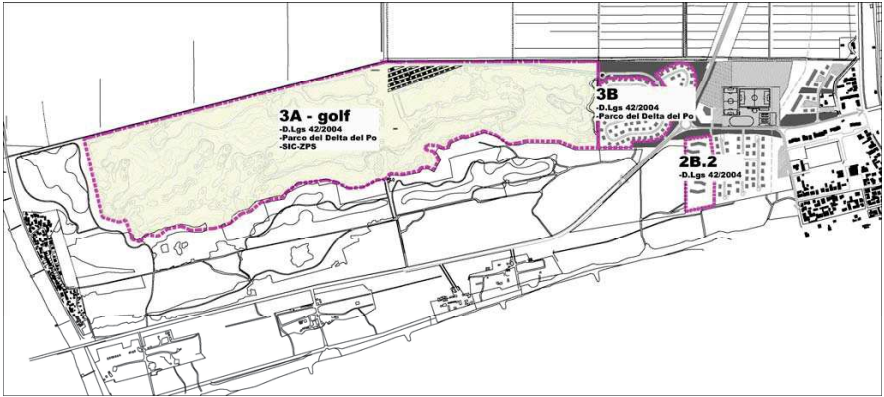 3A - golf
-D.Lgs 42/2004
-Parco del Delta del Po
-SIC-ZPS
3B
-D.Lgs 42/2004
-Parco del Delta del Po
2B.2
-D.Lgs 42/2004